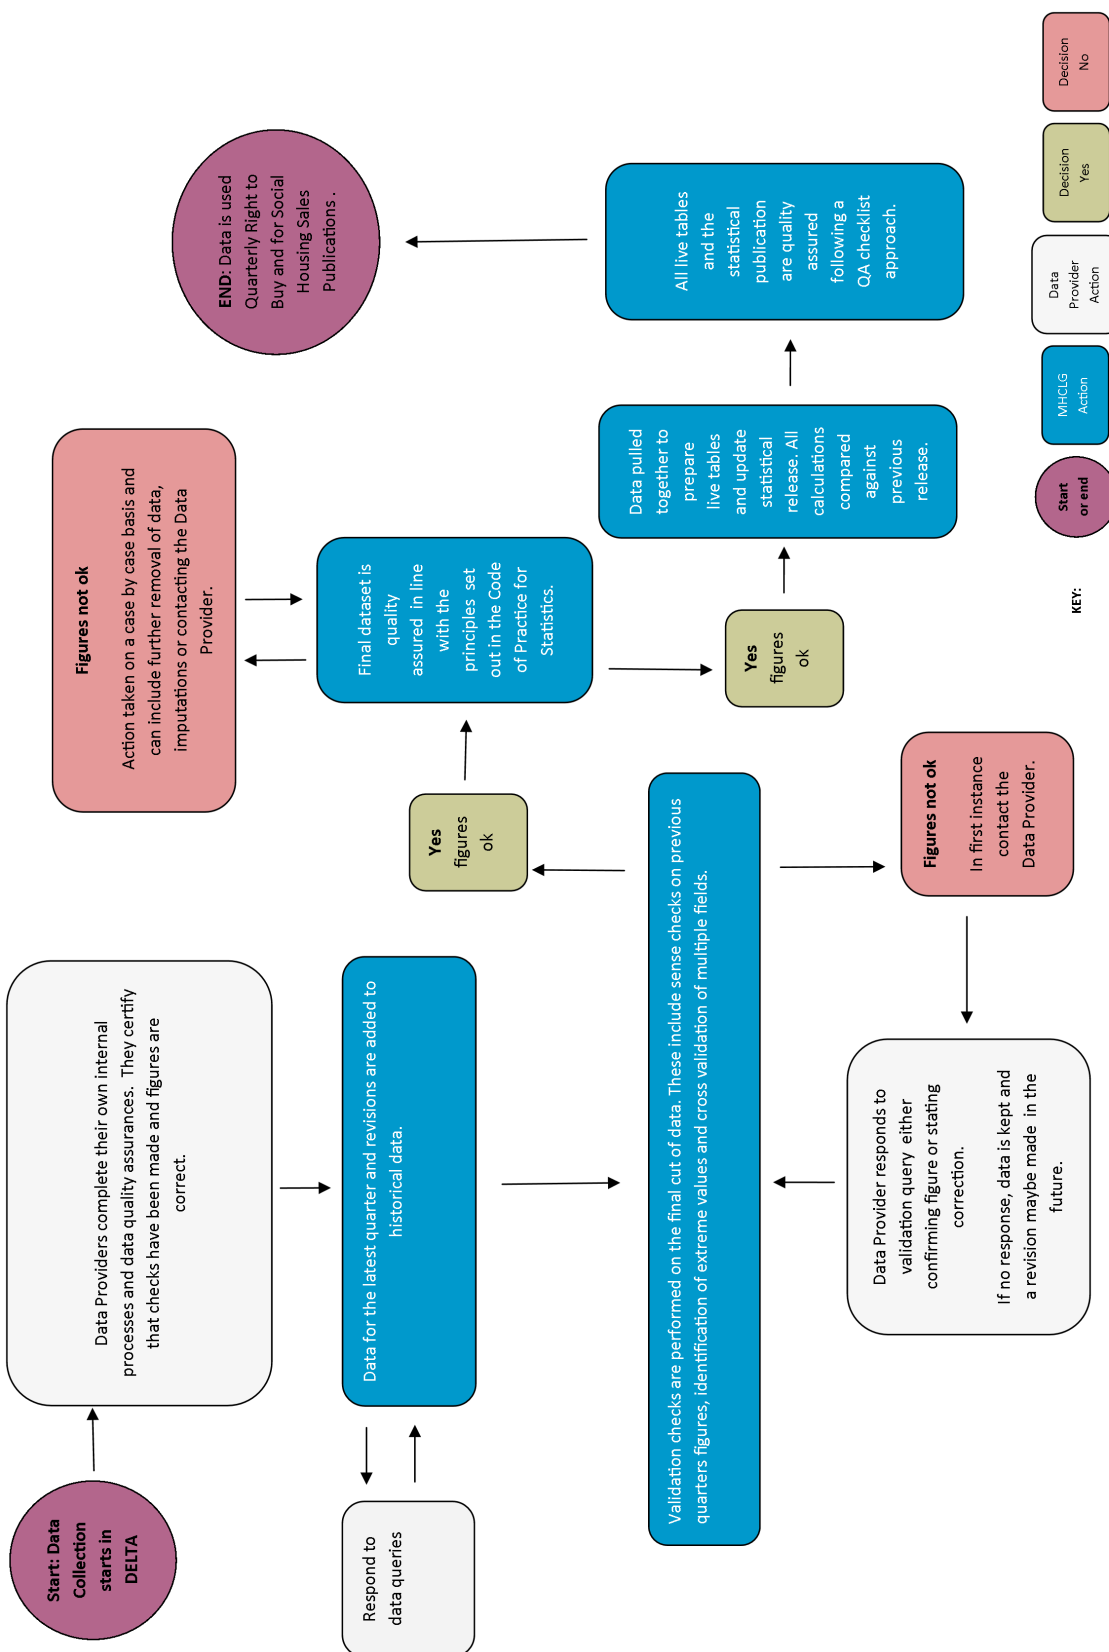 Start: Data
Collection
starts in
DELTA
Data Providers complete their own internal
processes and data quality assurances.  They certify
that checks have been made and figures are
correct.
Respond to
data queries
Data for the latest quarter and revisions are added to
historical data.
Validation checks are performed on the final cut of data. These include sense checks on previous
quarters figures, identification of extreme values and cross validation of multiple fields.
Data Provider responds to
validation query either
confirming figure or stating
correction.
If no response, data is kept and
a revision maybe made in the
future.
Figures not ok
In first instance
contact the
Data Provider.
Yes
figures
ok
Final dataset is
quality
assured in line
with the
principles set
out in the Code
of Practice for
Statistics.
Figures not ok
Action taken on a case by case basis and
can include further removal of data,
imputations or contacting the Data
Provider.
Yes
figures
ok
Data pulled
together to
prepare
live tables
and update
statistical
release. All
calculations
compared
against
previous
release.
All live tables
and the
statistical
publication
are quality
assured
following a
QA checklist
approach.
END: Data is used
Quarterly Right to
Buy and for Social
Housing Sales
Publications .
KEY:
Start
or end
MHCLG
Action
Data
Provider
Action
Decision
Yes
Decision
No